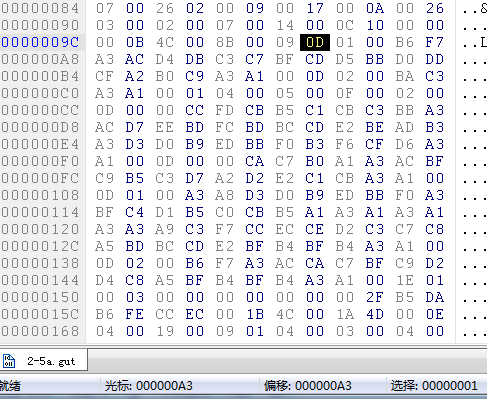 00000084 07 00 26 02 00 09 00 17 00 0A 00 26 ..&
00000090 03 00 02 00 07 00 14 00 0C 10 00 00 ...
0000009C 00 0B 4C 00 8B 00 09 0D 01 00 B6 F7 ..L
000000A8 A3 AC D4 DB C3 C7 BF CD D5 BB D0 DD ...
000000B4 CF A2 B0 C9 A3 A1 00 0D 02 00 BA C3 ...
000000C0 A3 A1 00 01 04 00 05 00 0F 00 02 00 ...
000000CC 0D 00 00 CC FD CB B5 C1 CB C3 BB A3 ...
000000D8 AC D7 EE BD FC BD BC CD E2 BE AD B3 ...
000000E4 A3 D3 D0 B9 ED BB F0 B3 F6 CF D6 A3 ...
000000F0 A1 00 0D 00 00 CA C7 B0 A1 A3 AC BF ...
000000FC C9 B5 C3 D7 A2 D2 E2 C1 CB A3 A1 00 ...
00000108 0D 01 00 A3 A8 D3 D0 B9 ED BB F0 A3 ...
00000114 BF C4 D1 B5 C0 CB B5 A1 A3 A1 A3 A1 ...
00000120 A3 A3 A9 C3 F7 CC EC CE D2 C3 C7 C8 ...
0000012C A5 BD BC CD E2 BF B4 BF B4 A3 A1 00 ...
00000138 0D 02 00 B6 F7 A3 AC CA C7 BF C9 D2 ...
00000144 D4 C8 A5 BF B4 BF B4 A3 A1 00 1E 01 ...
00000150 00 03 00 00 00 00 00 00 00 2F B5 DA ...
0000015C B6 FE CC EC 00 1B 4C 00 1A 4D 00 0E ...
00000168 04 00 19 00 09 01 04 00 03 00 04 00 ...
2-5a.gut
就绪 光标: 000000A3 偏移: 000000A3 选择: 00000001